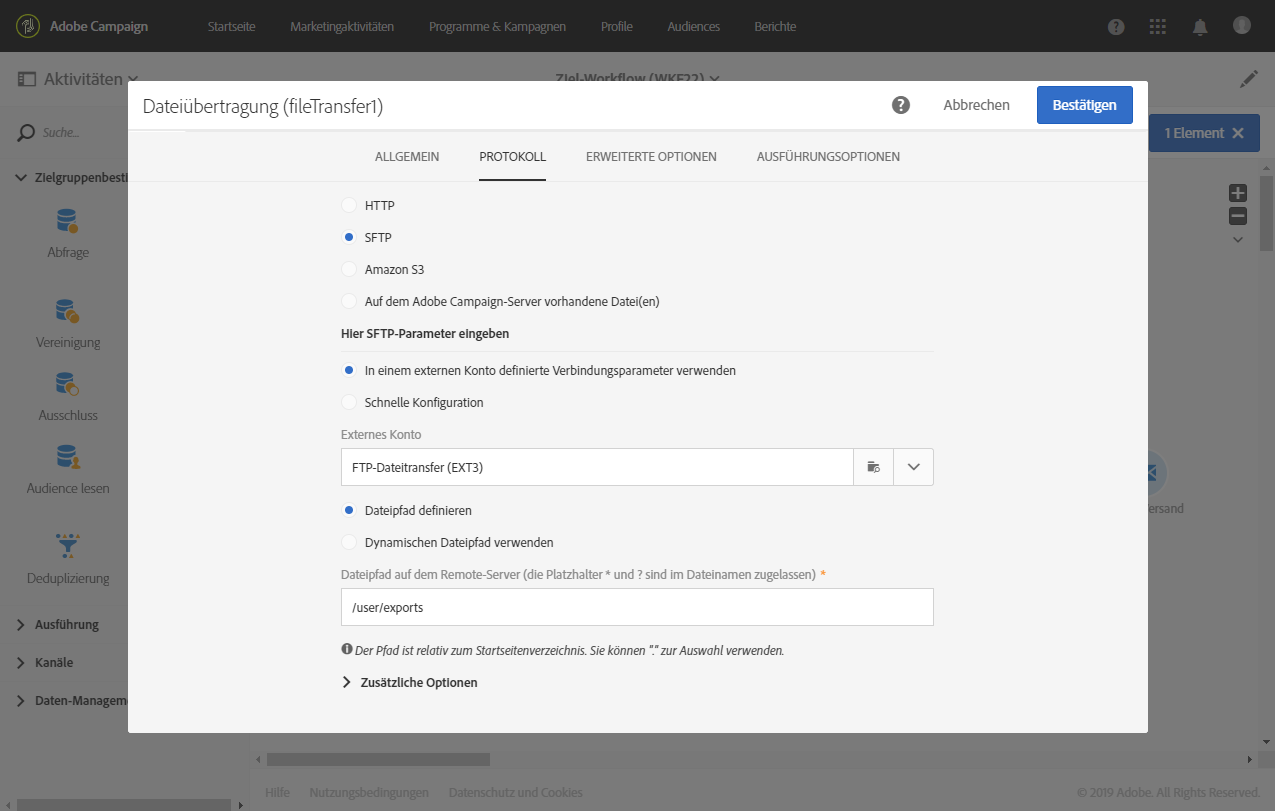 Adobe Campaign
Startseite
Marketingaktivitäten
Programme & Kampagnen
Profile
Audiences
Berichte
Aktivitäten
Ziel-Workflow (WKF22)
Dateiübertragung (fileTransfer1)
Abbrechen
Bestätigen
Suche...
1 Element
ALLGEMEIN
PROTOKOLL
ERWEITERTE OPTIONEN
AUSFÜHRUNGSOPTIONEN
Zielgruppenbesti
Abfrage
Vereinigung
Ausschluss
Audience lesen
Deduplizierung
Ausführung
Kanäle
Daten-Manageme
HTTP
SFTP
Amazon S3
Auf dem Adobe Campaign-Server vorhandene Datei(en)
Hier SFTP-Parameter eingeben
In einem externen Konto definierte Verbindungsparameter verwenden
Schnelle Konfiguration
Externes Konto
FTP-Dateitransfer (EXT3)
Dateipfad definieren
Dynamischen Dateipfad verwenden
Dateipfad auf dem Remote-Server (die Platzhalter * und ? sind im Dateinamen zugelassen) *
/user/exports
Der Pfad ist relativ zum Startseitenverzeichnis. Sie können "." zur Auswahl verwenden.
Zusätzliche Optionen
ersand
Hilfe
Nutzungsbedingungen
Datenschutz und Cookies
© 2019 Adobe. All Rights Reserved.